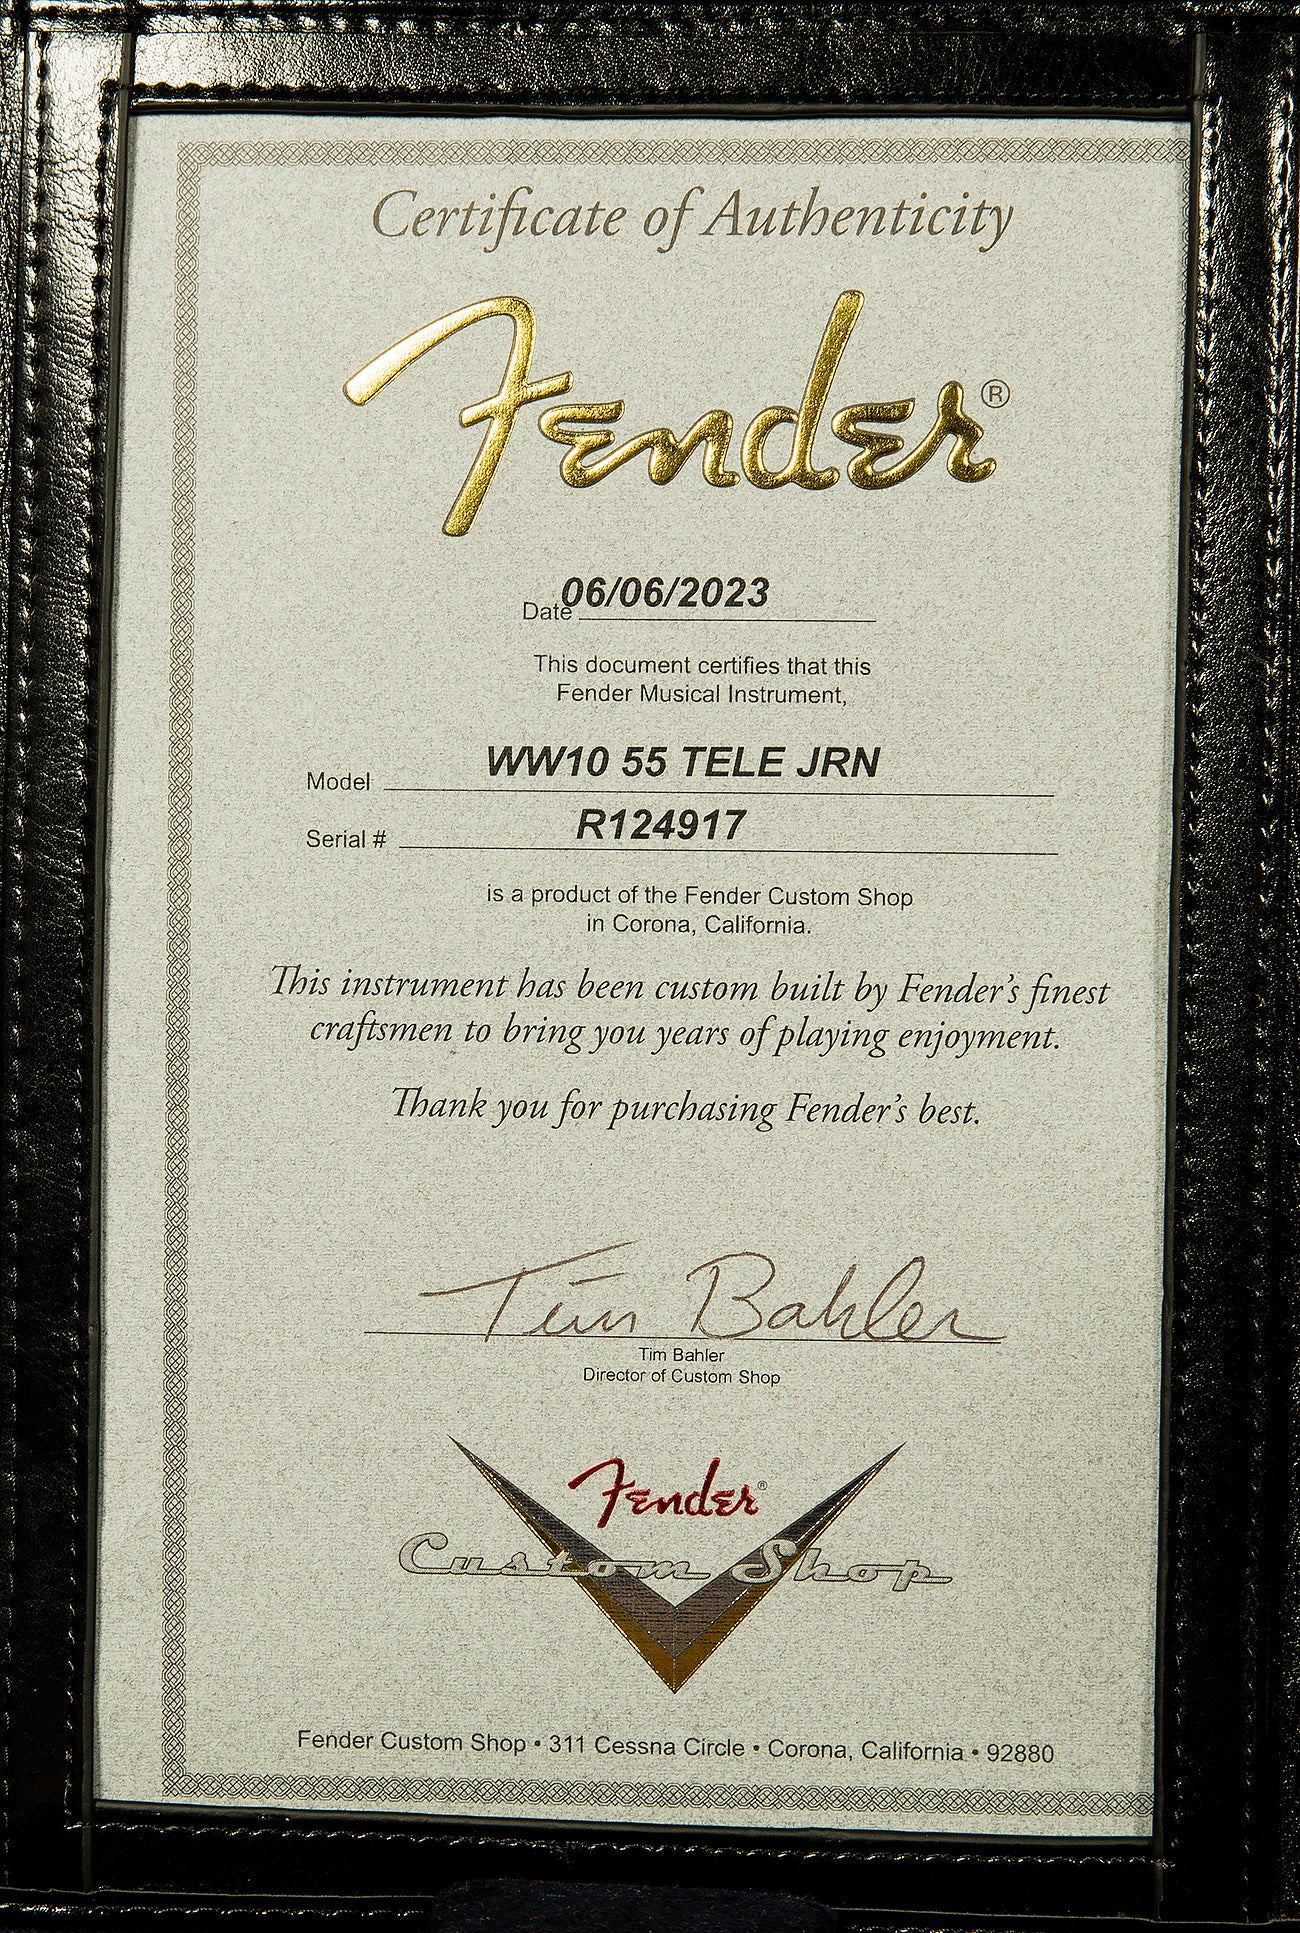 Certificate of Authenticity
Fender®
Date 06/06/2023
This document certifies that this
Fender Musical Instrument,
Model WW10 55 TELE JRN
Serial # R124917
is a product of the Fender Custom Shop
in Corona, California.
This instrument has been custom built by Fender's finest
craftsmen to bring you years of playing enjoyment.
Thank you for purchasing Fender's best.
Tim Bahler
Tim Bahler
Director of Custom Shop
Fender®
Custom Shop
Fender Custom Shop • 311 Cessna Circle • Corona, California • 92880